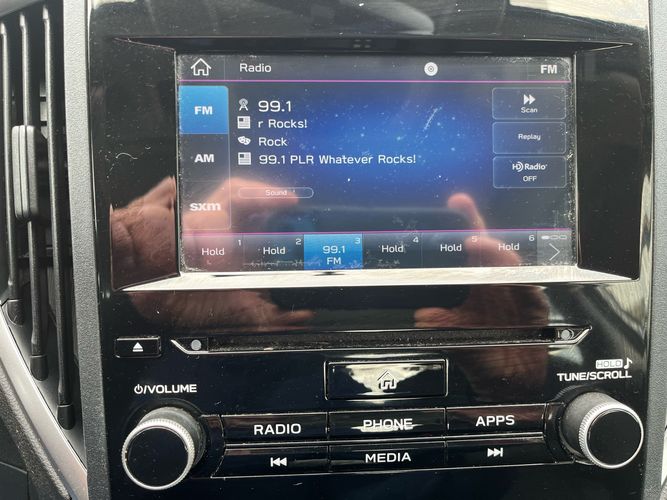 Radio FM
FM 99.1 Scan
r Rocks!
Rock Replay
AM 99.1 PLR Whatever Rocks!
HD Radio™
OFF
sxm Sound
1 2 3 4 5 6
Hold Hold 99.1 Hold Hold Hold
FM
HOLD ♪
TUNE/SCROLL
⏻/VOLUME
RADIO PHONE APPS
MEDIA